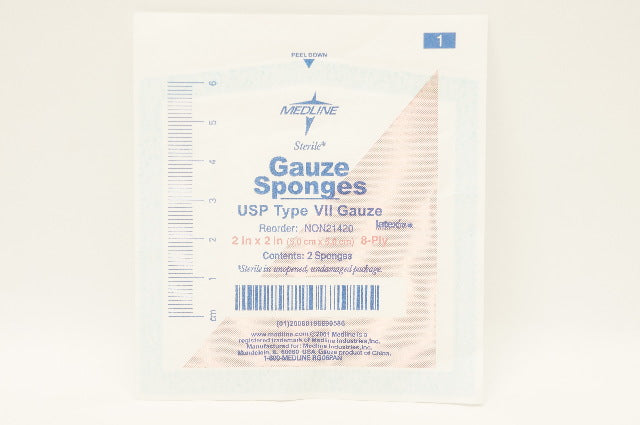 1
PEEL DOWN
6
5
4
3
2
1
cm
MEDLINE
Sterile*
Gauze
Sponges
USP Type VII Gauze
Reorder: NON21420
2 in x 2 in (5.0 cm x 5.0 cm) 8-Ply
Contents: 2 Sponges
*Sterile in unopened, undamaged package.
www.medline.com ©2001 Medline is a
registered trademark of Medline Industries, Inc.
Manufactured for: Medline Industries, Inc.
Mundelein, IL 60060 USA. Gauze product of China.
1-800-MEDLINE